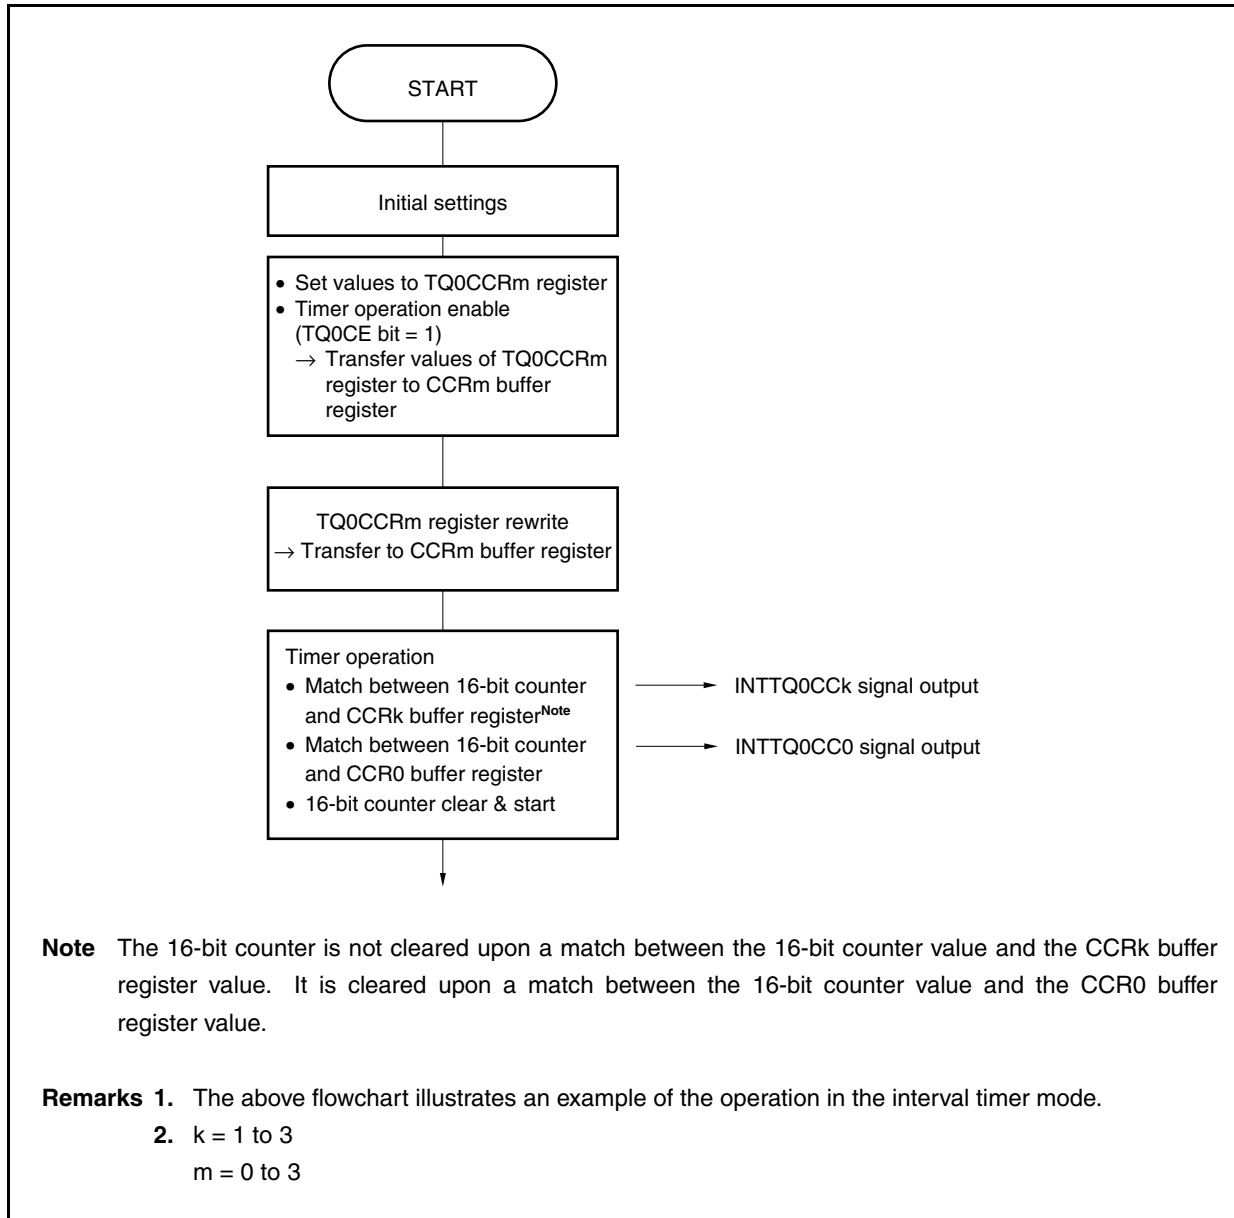 START
Initial settings
• Set values to TQ0CCRm register
• Timer operation enable
(TQ0CE bit = 1)
→ Transfer values of TQ0CCRm
register to CCRm buffer
register
TQ0CCRm register rewrite
→ Transfer to CCRm buffer register
Timer operation
• Match between 16-bit counter
and CCRk buffer registerNote
• Match between 16-bit counter
and CCR0 buffer register
• 16-bit counter clear & start
INTTQ0CCk signal output
INTTQ0CC0 signal output
Note The 16-bit counter is not cleared upon a match between the 16-bit counter value and the CCRk buffer
register value. It is cleared upon a match between the 16-bit counter value and the CCR0 buffer
register value.
Remarks 1. The above flowchart illustrates an example of the operation in the interval timer mode.
2. k = 1 to 3
m = 0 to 3